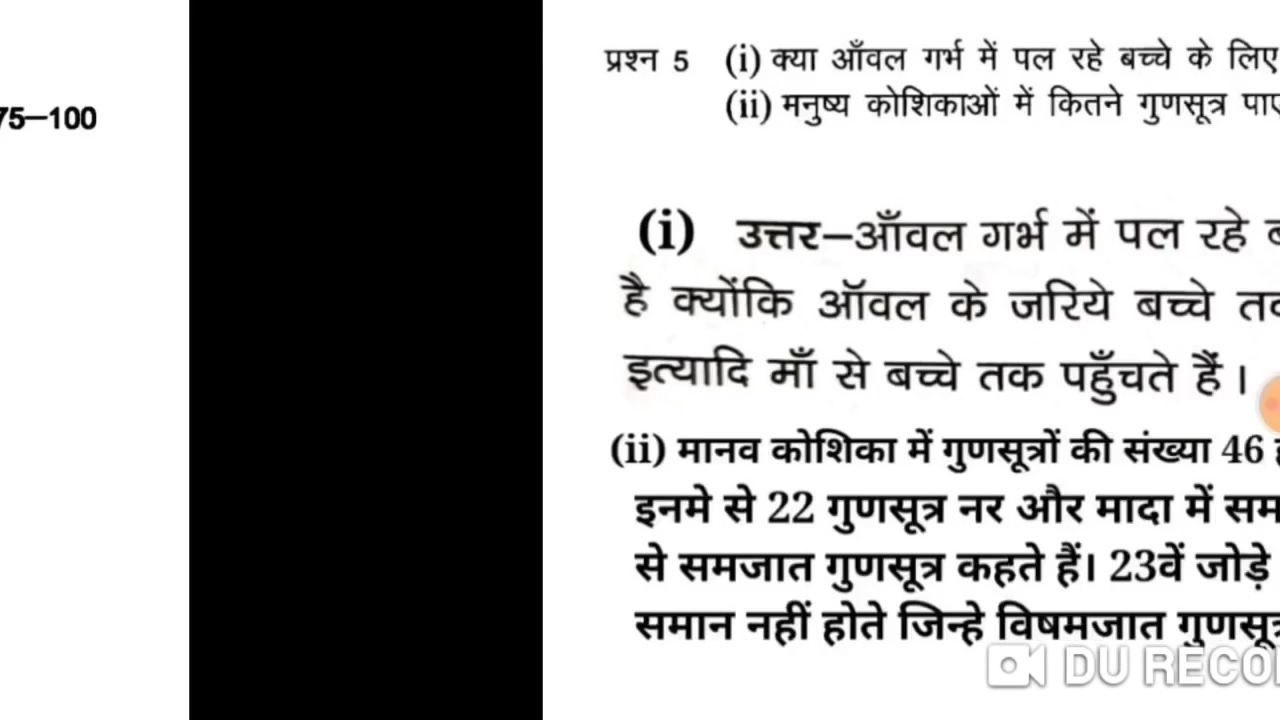 75–100
प्रश्न 5 (i) क्या आँवल गर्भ में पल रहे बच्चे के लिए
(ii) मनुष्य कोशिकाओं में कितने गुणसूत्र पाए
(i) उत्तर–आँवल गर्भ में पल रहे
है क्योंकि ऑवल के जरिये बच्चे
इत्यादि माँ से बच्चे तक पहुँचते हैं।
(ii) मानव कोशिका में गुणसूत्रों की संख्या 46
इनमे से 22 गुणसूत्र नर और मादा में
से समजात गुणसूत्र कहते हैं। 23वें जोड़े
समान नहीं होते जिन्हे विषमजात
DU